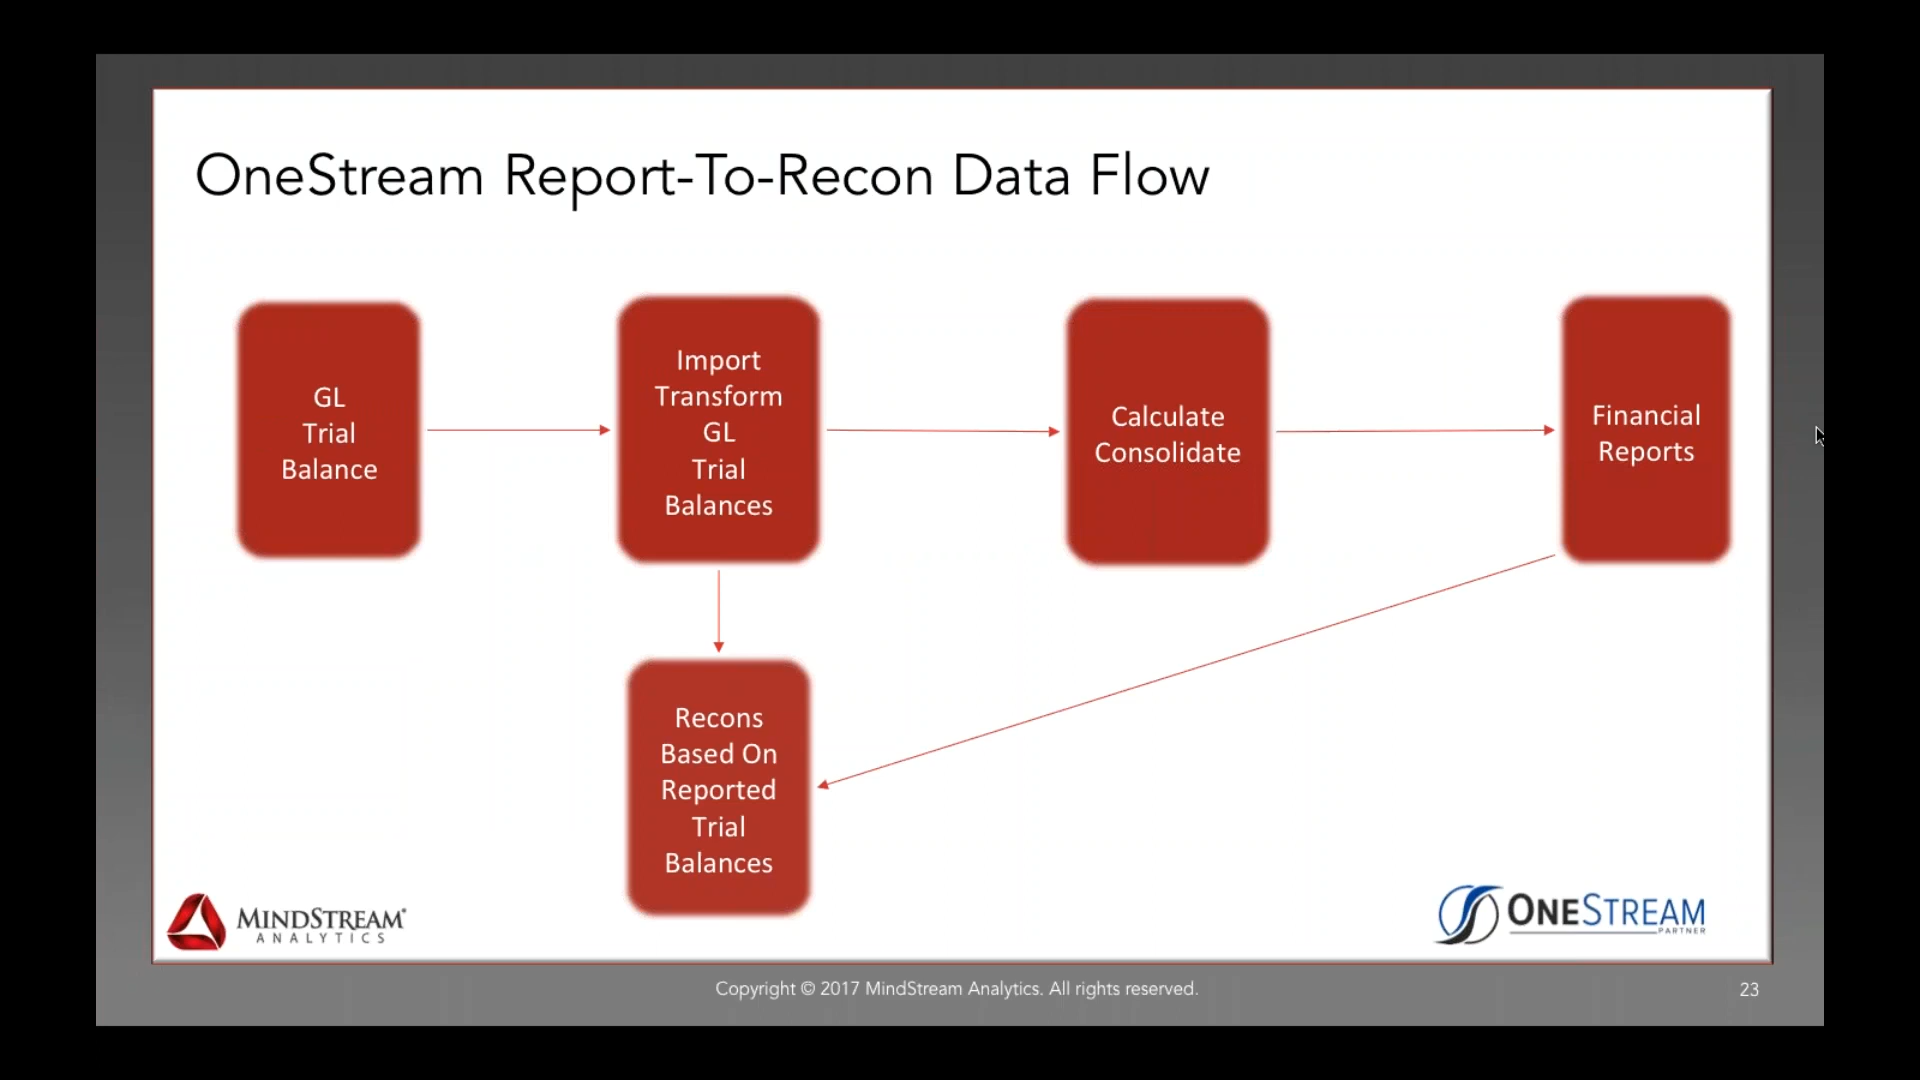 OneStream Report-To-Recon Data Flow
GL
Trial
Balance
Import
Transform
GL
Trial
Balances
Calculate
Consolidate
Financial
Reports
Recons
Based On
Reported
Trial
Balances
MINDSTREAM®
ANALYTICS
ONESTREAM
PARTNER
Copyright © 2017 MindStream Analytics. All rights reserved.
23